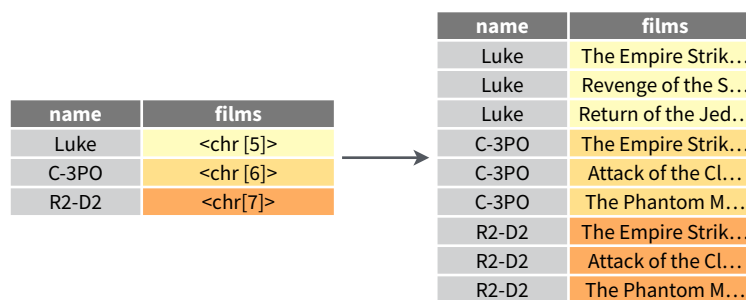 name films
Luke <chr [5]>
C-3PO <chr [6]>
R2-D2 <chr[7]>
name films
Luke The Empire Strik…
Luke Revenge of the S…
Luke Return of the Jed…
C-3PO The Empire Strik…
C-3PO Attack of the Cl…
C-3PO The Phantom M…
R2-D2 The Empire Strik…
R2-D2 Attack of the Cl…
R2-D2 The Phantom M…